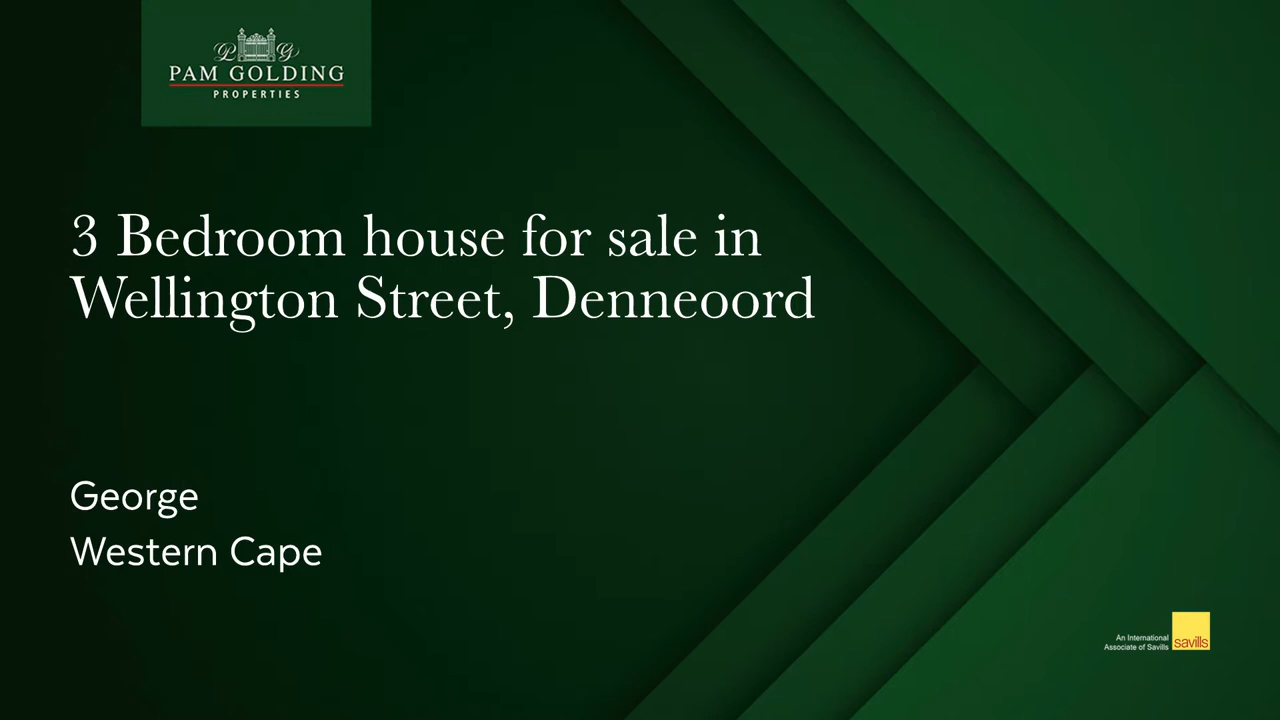 P G
PAM GOLDING
PROPERTIES
3 Bedroom house for sale in
Wellington Street, Denneoord
George
Western Cape
An International
Associate of Savills
savills